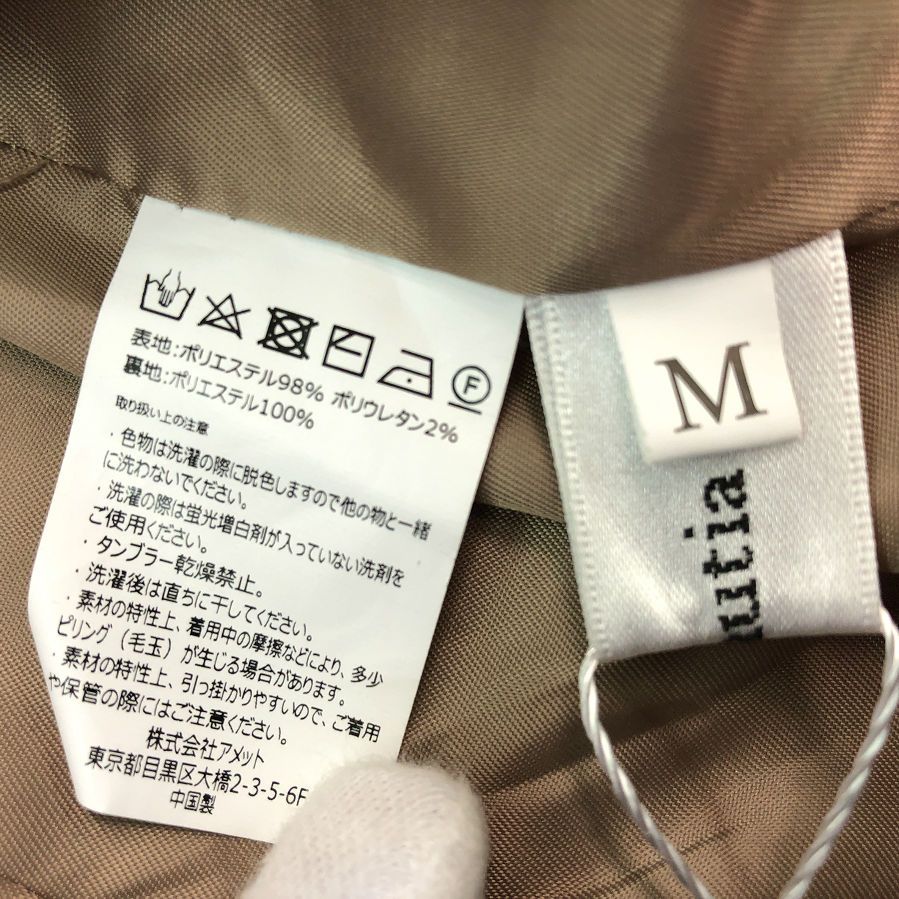 F
表地:ポリエステル98% ポリウレタン2%
裏地:ポリエステル100%
取り扱い上の注意
・色物は洗濯の際に脱色しますので他の物と一緒
に洗わないでください。
・洗濯の際は蛍光増白剤が入っていない洗剤を
ご使用ください。
・タンブラー乾燥禁止。
・洗濯後は直ちに干してください。
・素材の特性上、着用中の摩擦などにより、多少
ピリング(毛玉)が生じる場合があります。
・素材の特性上、引っ掛かりやすいので、ご着用
や保管の際にはご注意ください。
株式会社アメット
東京都目黒区大橋2-3-5-6F
中国製
M
utia